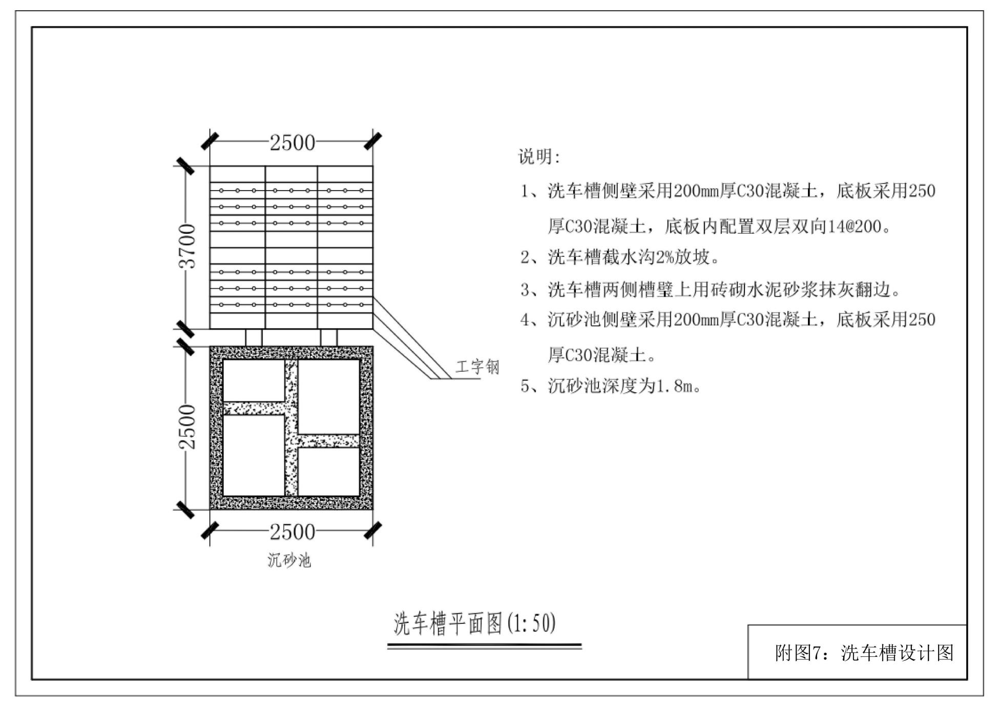 2500
说明：
1、洗车槽侧壁采用200mm厚C30混凝土，底板采用250
厚C30混凝土，底板内配置双层双向14@200。
2、洗车槽截水沟2%放坡。
3、洗车槽两侧槽壁上用砖砌水泥砂浆抹灰翻边。
4、沉砂池侧壁采用200mm厚C30混凝土，底板采用250
厚C30混凝土。
5、沉砂池深度为1.8m。
3700
工字钢
2500
2500
沉砂池
洗车槽平面图(1:50)
附图7：洗车槽设计图